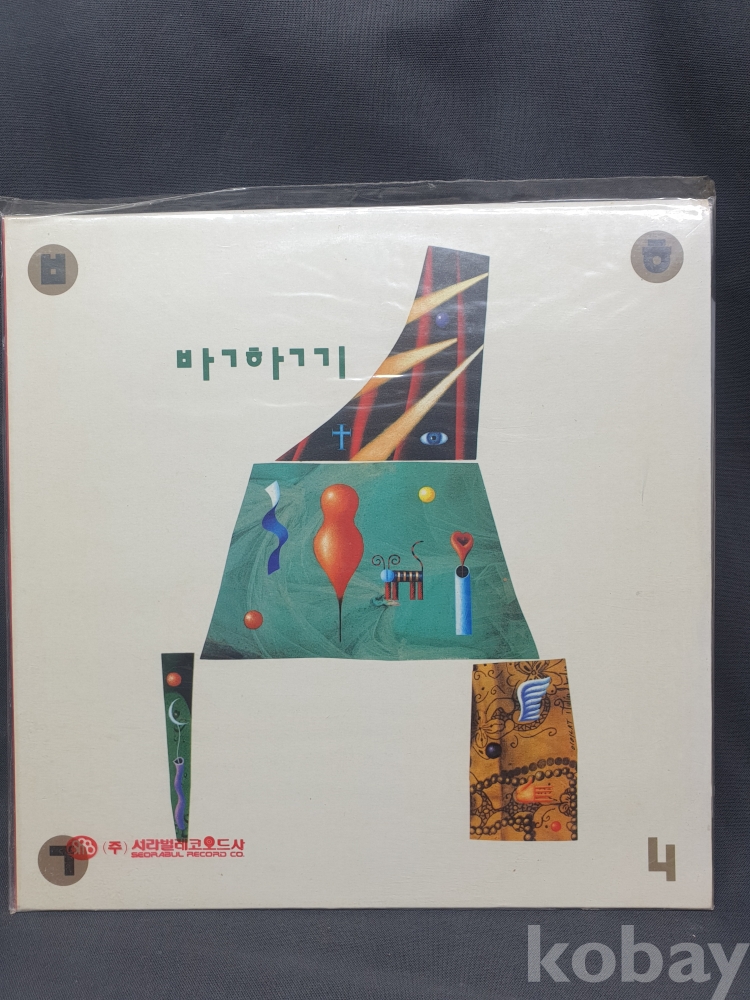 ㅂ
ㅎ
바ㄱ하ㄱ기
ㄱ
SRB (주) 서라벌레코오드사
SEORABUL RECORD CO.
4
kobay